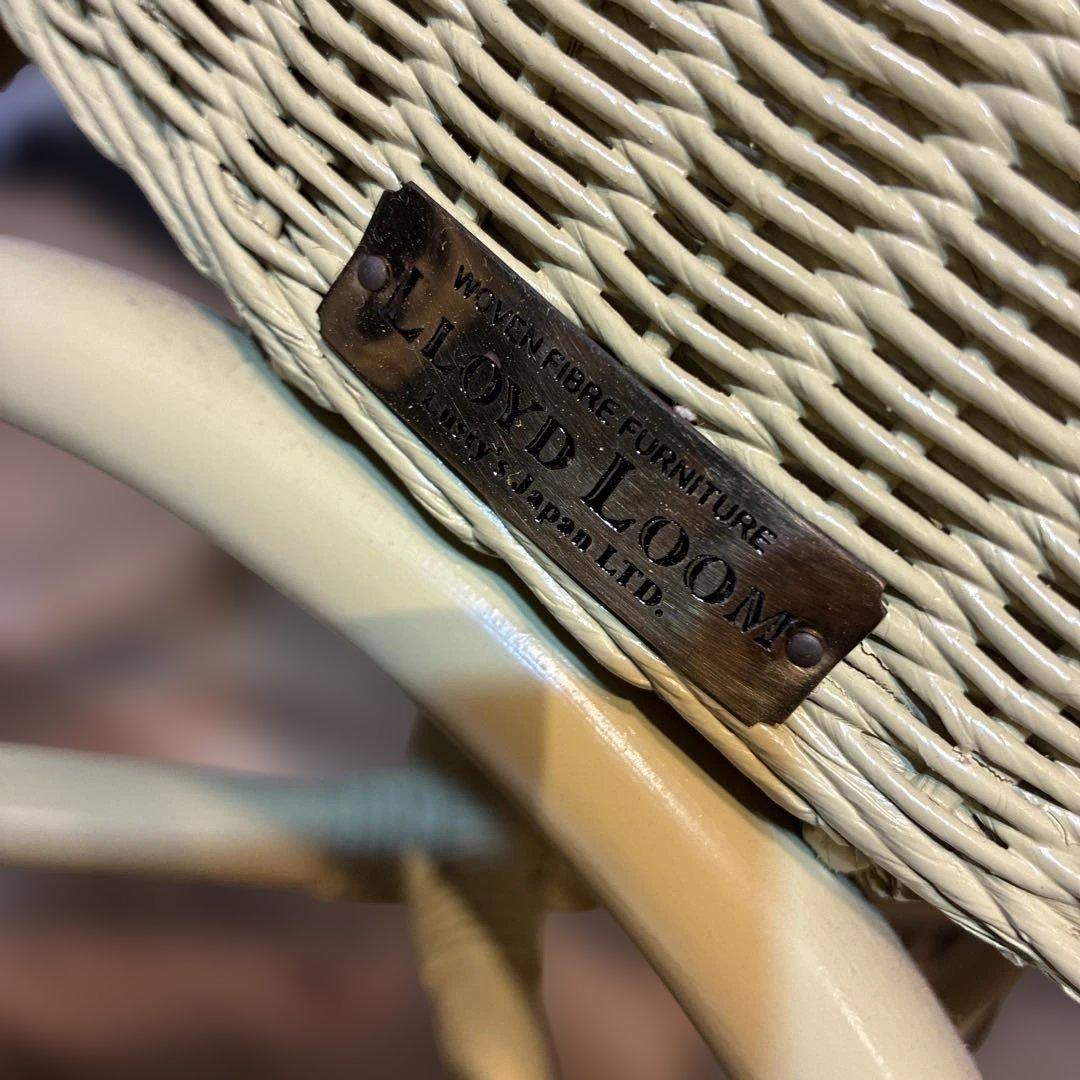 WOVEN FIBRE FURNITURE
LLOYD LOOM
Lusty's Japan LTD.